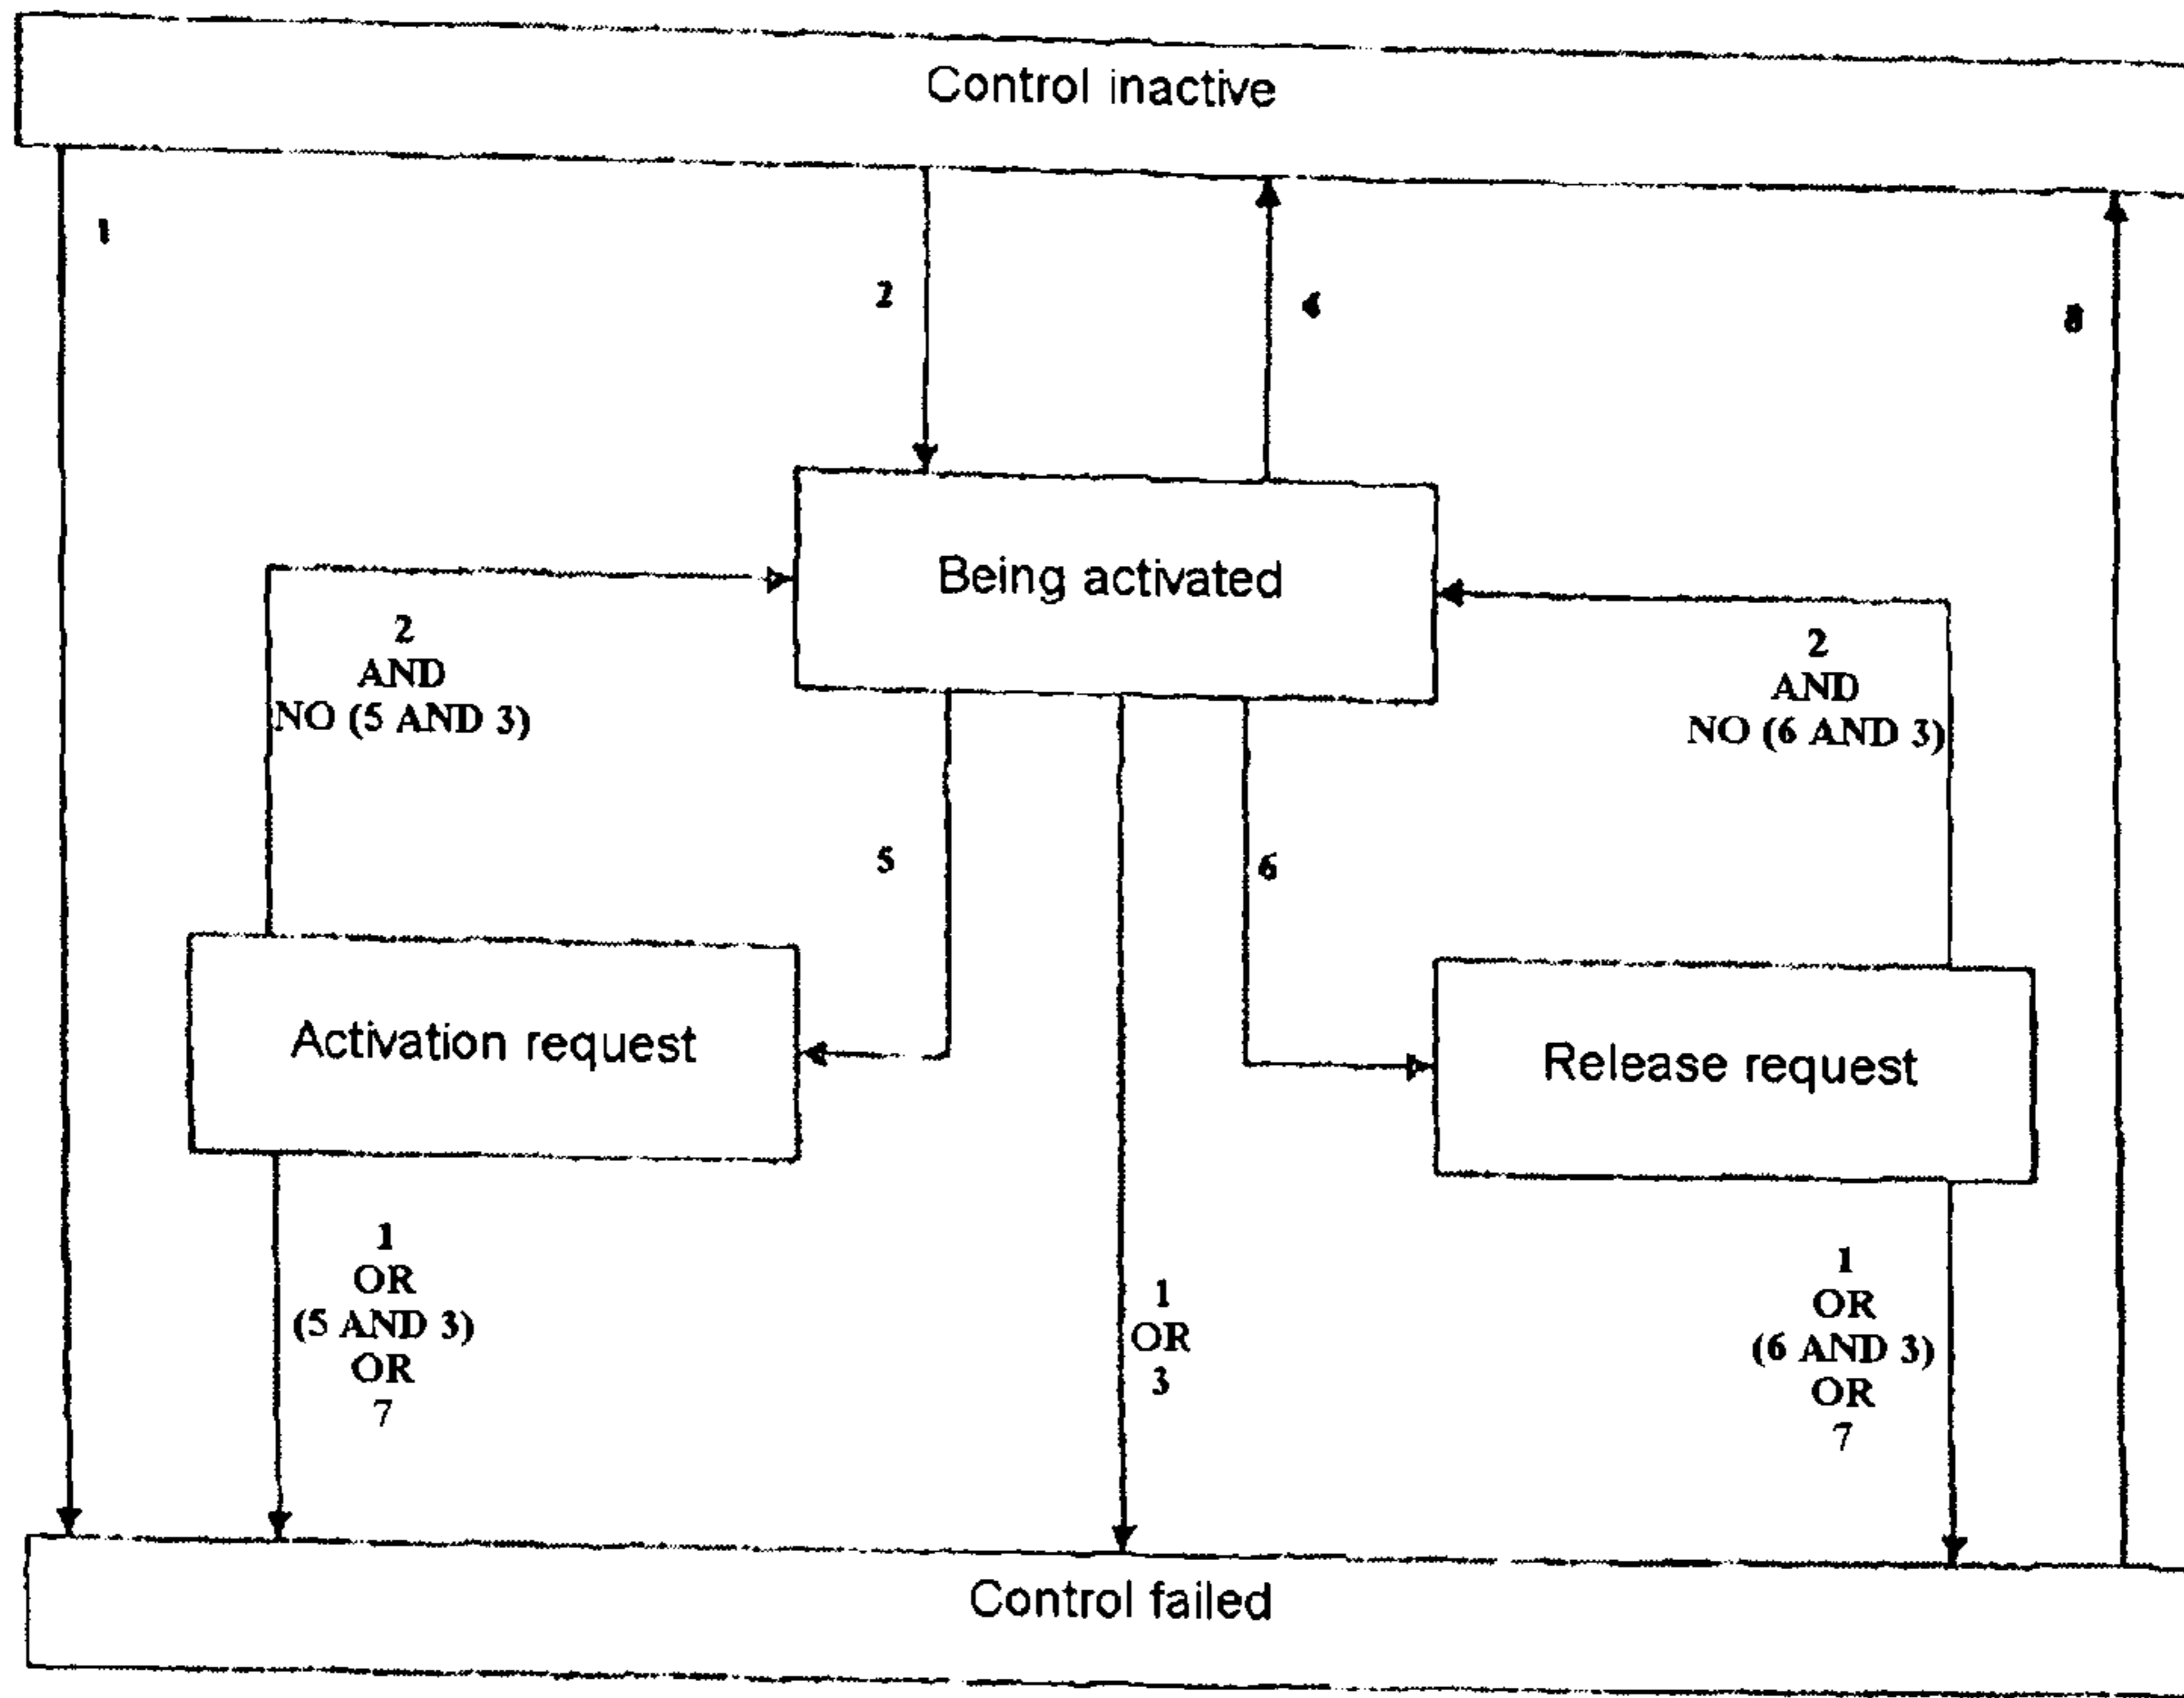 Control inactive
1
2
4
8
Being activated
2
AND
NO (5 AND 3)
2
AND
NO (6 AND 3)
5
6
Activation request
Release request
1
OR
(5 AND 3)
OR
7
1
OR
3
1
OR
(6 AND 3)
OR
7
Control failed